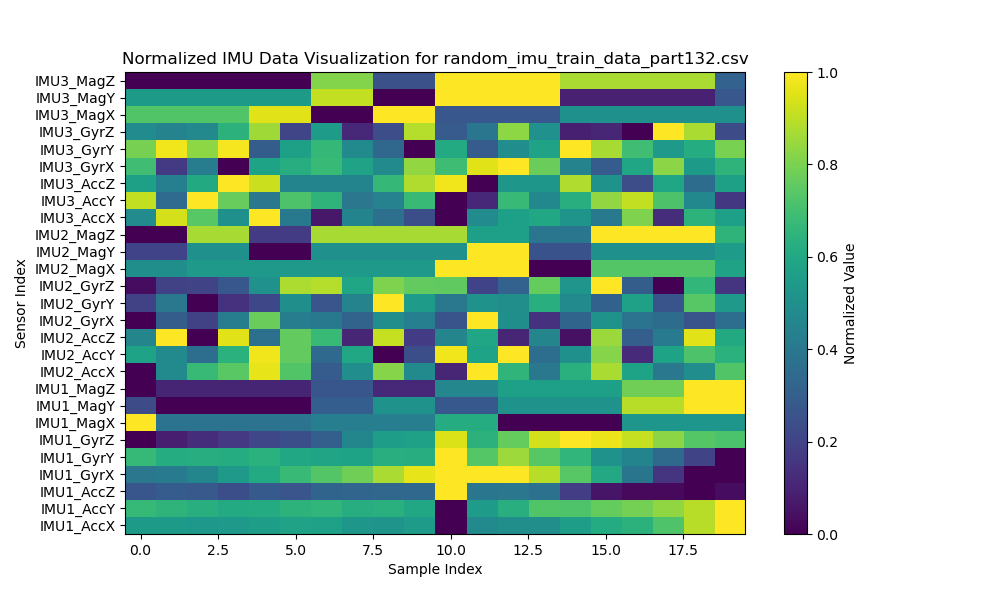 Normalized IMU Data Visualization for random_imu_train_data_part132.csv
IMU3_MagZ
IMU3_MagY
IMU3_MagX
IMU3_GyrZ
IMU3_GyrY
IMU3_GyrX
IMU3_AccZ
IMU3_AccY
IMU3_AccX
IMU2_MagZ
IMU2_MagY
IMU2_MagX
IMU2_GyrZ
IMU2_GyrY
IMU2_GyrX
IMU2_AccZ
IMU2_AccY
IMU2_AccX
IMU1_MagZ
IMU1_MagY
IMU1_MagX
IMU1_GyrZ
IMU1_GyrY
IMU1_GyrX
IMU1_AccZ
IMU1_AccY
IMU1_AccX
Sensor Index
0.0 2.5 5.0 7.5 10.0 12.5 15.0 17.5
Sample Index
1.0
0.8
0.6
0.4
0.2
0.0
Normalized Value